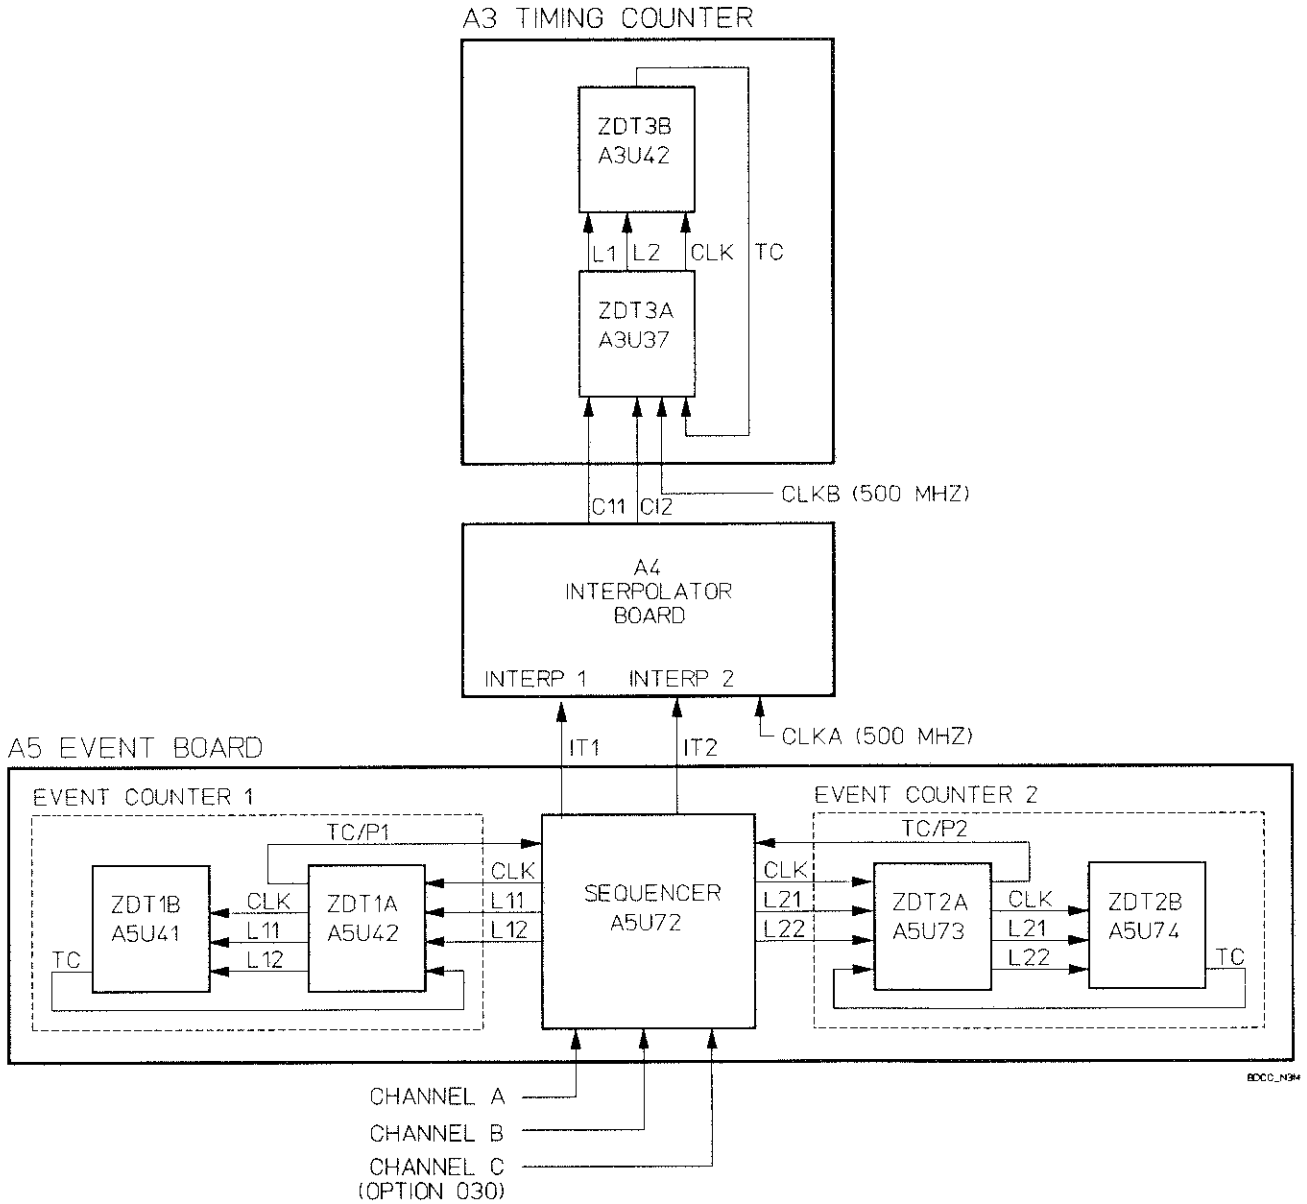 A3 TIMING COUNTER
ZDT3B
A3U42
L1 L2 CLK TC
ZDT3A
A3U37
CLKB (500 MHZ)
C11 CI2
A4
INTERPOLATOR
BOARD
INTERP 1 INTERP 2
CLKA (500 MHZ)
IT1 IT2
A5 EVENT BOARD
EVENT COUNTER 1
TC/P1
ZDT1B
A5U41
CLK
L11
L12
TC
ZDT1A
A5U42
CLK
L11
L12
SEQUENCER
A5U72
EVENT COUNTER 2
TC/P2
CLK
L21
L22
ZDT2A
A5U73
CLK
L21
L22
ZDT2B
A5U74
TC
CHANNEL A
CHANNEL B
CHANNEL C
(OPTION 030)